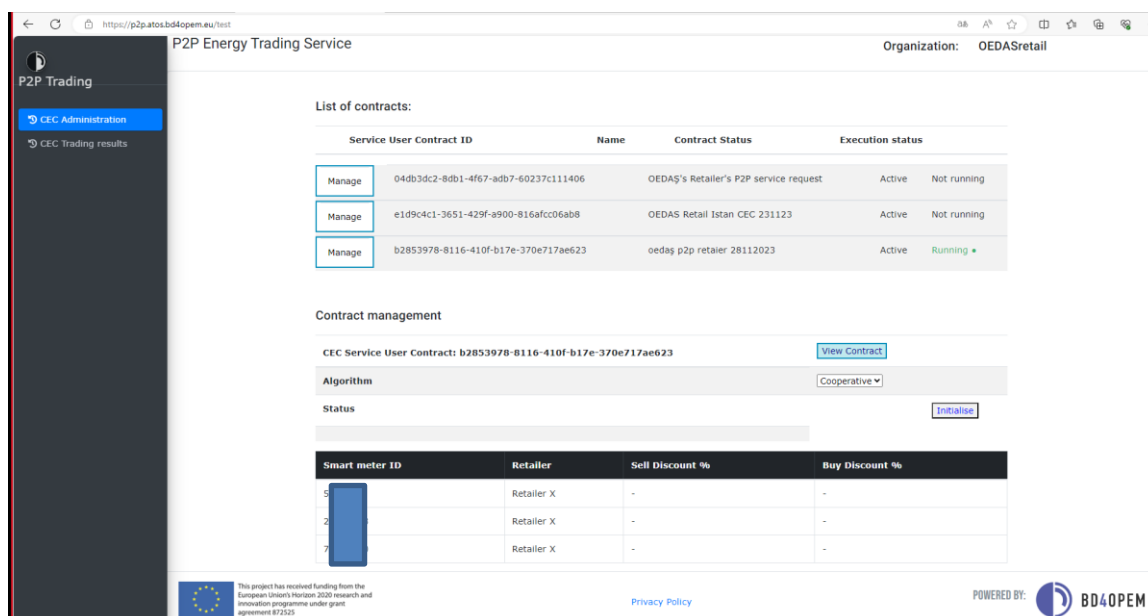 https://p2p.atos.bd4opem.eu/test
P2P Energy Trading Service
Organization: OEDASretail
P2P Trading
CEC Administration
CEC Trading results
List of contracts:
Service User Contract ID Name Contract Status Execution status
Manage 04db3dc2-8db1-4f67-adb7-60237c111406 OEDAŞ's Retailer's P2P service request Active Not running
Manage e1d9c4c1-3651-429f-a900-816afcc06ab8 OEDAS Retail Istan CEC 231123 Active Not running
Manage b2853978-8116-410f-b17e-370e717ae623 oedaş p2p retaier 28112023 Active Running
Contract management
CEC Service User Contract: b2853978-8116-410f-b17e-370e717ae623 View Contract
Algorithm Cooperative
Status Initialise
Smart meter ID Retailer Sell Discount % Buy Discount %
5 Retailer X - -
2 Retailer X - -
7 Retailer X - -
This project has received funding from the
European Union's Horizon 2020 research and
innovation programme under grant
agreement 872525
Privacy Policy
POWERED BY:
BD4OPEM